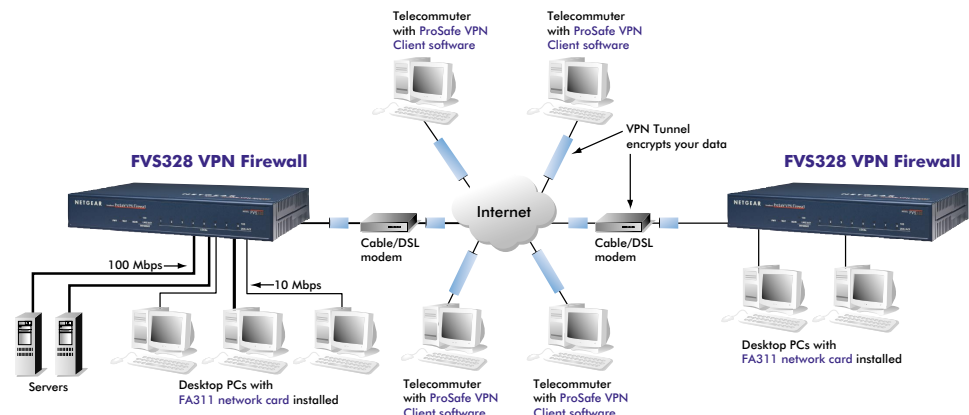 Telecommuter
with ProSafe VPN
Client software
Telecommuter
with ProSafe VPN
Client software
VPN Tunnel
encrypts your data
FVS328 VPN Firewall
FVS328 VPN Firewall
NETGEAR
NETGEAR
Internet
Cable/DSL
modem
Cable/DSL
modem
100 Mbps
10 Mbps
Servers
Desktop PCs with
FA311 network card installed
Telecommuter
with ProSafe VPN
Client software
Telecommuter
with ProSafe VPN
Client software
Desktop PCs with
FA311 network card installed